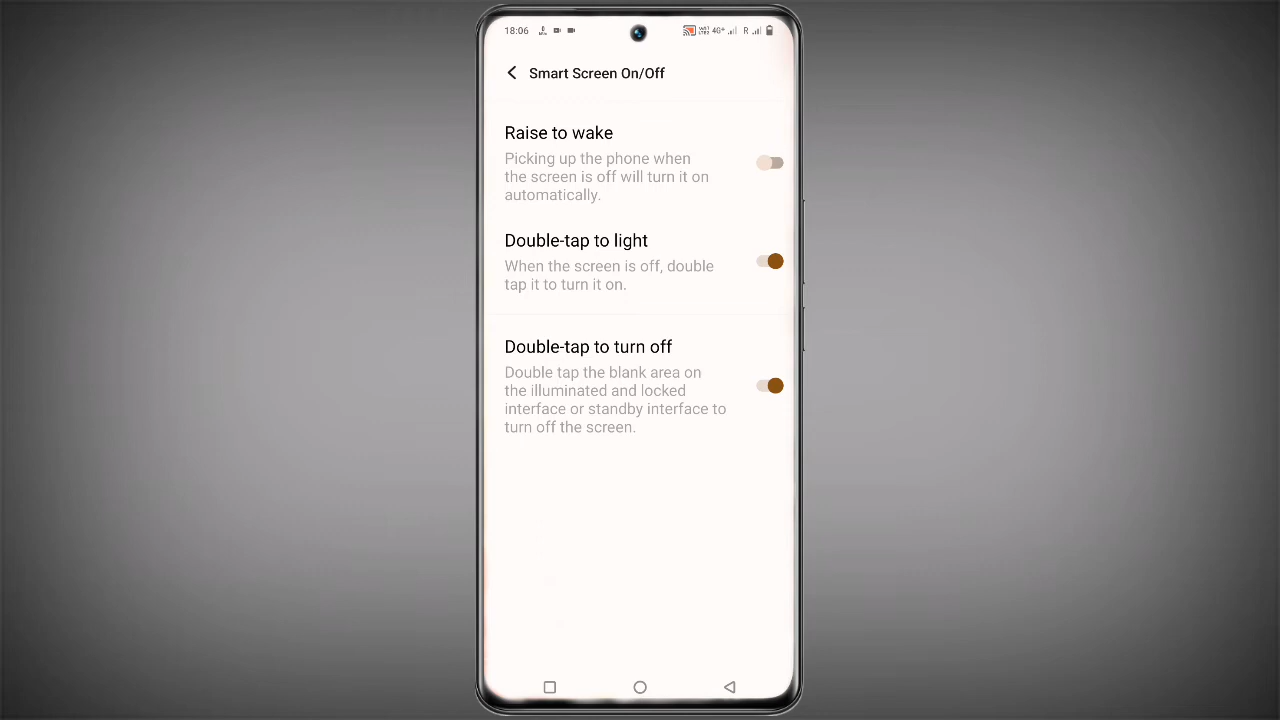 18:06 4G+ R
Smart Screen On/Off
Raise to wake
Picking up the phone when
the screen is off will turn it on
automatically.
Double-tap to light
When the screen is off, double
tap it to turn it on.
Double-tap to turn off
Double tap the blank area on
the illuminated and locked
interface or standby interface to
turn off the screen.